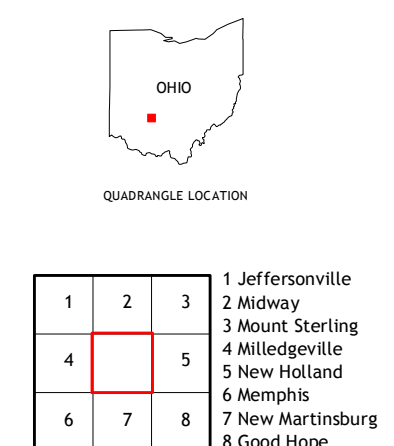 OHIO
QUADRANGLE LOCATION
1 2 3
4 5
6 7 8
1 Jeffersonville
2 Midway
3 Mount Sterling
4 Milledgeville
5 New Holland
6 Memphis
7 New Martinsburg
8 Good Hope